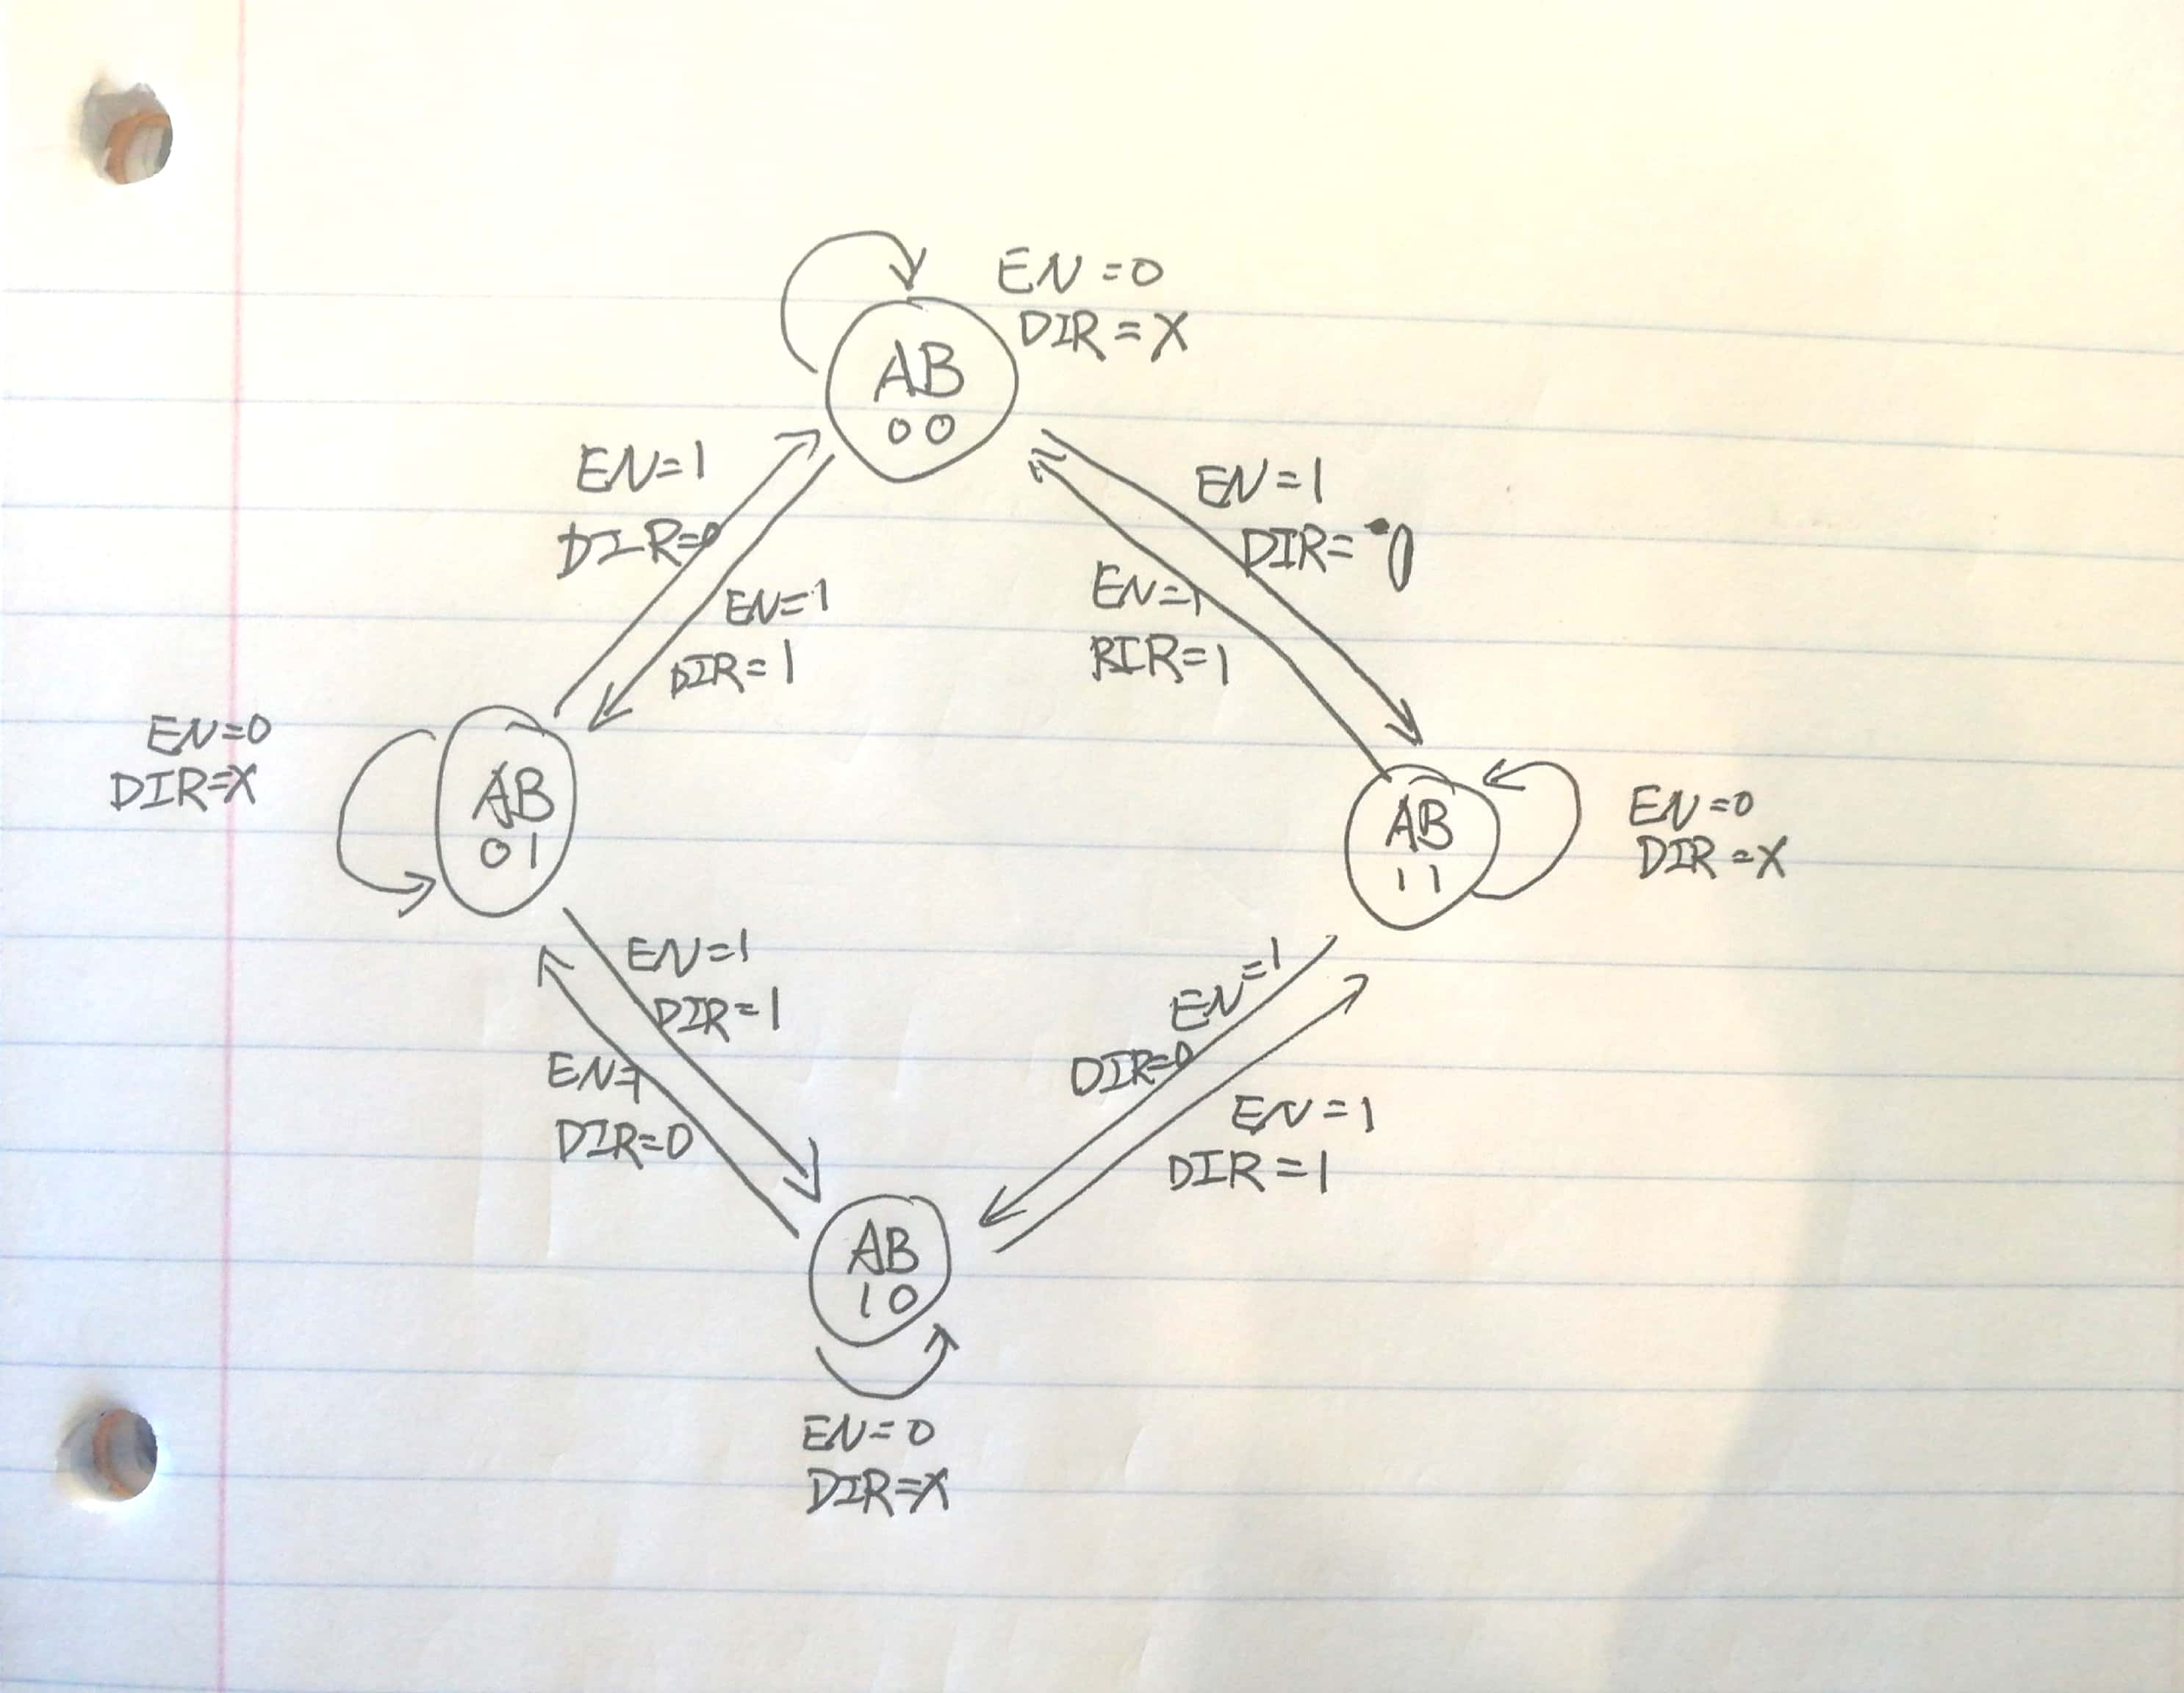 EN=0
DIR=X
AB
00
EN=1
DIR=0
EN=1
DIR=1
EN=1
DIR=0
EN=1
BIR=1
EN=0
DIR=X
AB
01
AB
11
EN=0
DIR=X
EN=1
DIR=1
EN=1
DIR=0
EN=1
DIR=0
EN=1
DIR=1
AB
10
EN=0
DIR=X